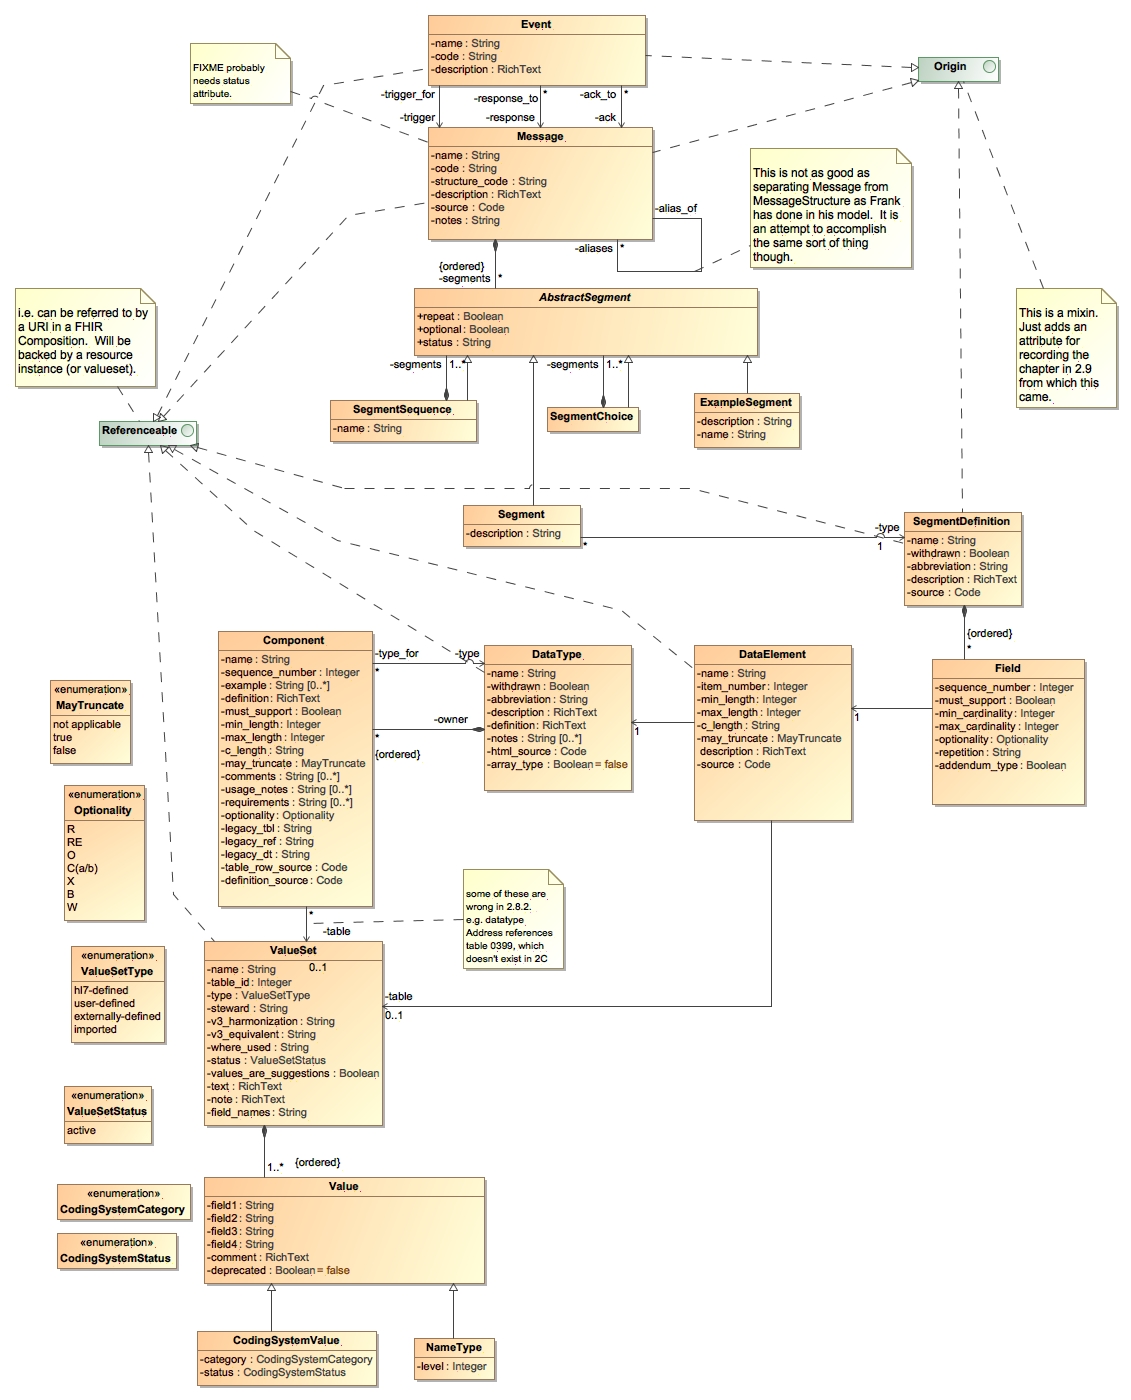 Event
-name : String
-code : String
-description : RichText
FIXME probably
needs status
attribute.
Origin
-trigger_for
-response_to
*
-ack_to
*
-trigger
-response
-ack
Message
-name : String
-code : String
-structure_code : String
-description : RichText
-source : Code
-notes : String
-alias_of
-aliases
*
This is not as good as
separating Message from
MessageStructure as Frank
has done in his model. It is
an attempt to accomplish
the same sort of thing
though.
{ordered}
-segments
*
AbstractSegment
+repeat : Boolean
+optional : Boolean
+status : String
i.e. can be referred to by
a URI in a FHIR
Composition. Will be
backed by a resource
instance (or valueset).
This is a mixin.
Just adds an
attribute for
recording the
chapter in 2.9
from which this
came.
-segments
1..*
-segments
1..*
SegmentSequence
-name : String
SegmentChoice
ExampleSegment
-description : String
-name : String
Referenceable
Segment
-description : String
*
-type
1
SegmentDefinition
-name : String
-withdrawn : Boolean
-abbreviation : String
-description : RichText
-source : Code
{ordered}
*
Component
-name : String
-sequence_number : Integer
-example : String [0..*]
-definition : RichText
-must_support : Boolean
-min_length : Integer
-max_length : Integer
-c_length : String
-may_truncate : MayTruncate
-comments : String [0..*]
-usage_notes : String [0..*]
-requirements : String [0..*]
-optionality : Optionality
-legacy_tbl : String
-legacy_ref : String
-legacy_dt : String
-table_row_source : Code
-definition_source : Code
-type_for
*
-type
-owner
*
{ordered}
DataType
-name : String
-withdrawn : Boolean
-abbreviation : String
-description : RichText
-definition : RichText
-notes : String [0..*]
-html_source : Code
-array_type : Boolean = false
1
DataElement
-name : String
-item_number : Integer
-min_length : Integer
-max_length : Integer
-c_length : String
-may_truncate : MayTruncate
description : RichText
-source : Code
1
Field
-sequence_number : Integer
-must_support : Boolean
-min_cardinality : Integer
-max_cardinality : Integer
-optionality : Optionality
-repetition : String
-addendum_type : Boolean
«enumeration»
MayTruncate
not applicable
true
false
«enumeration»
Optionality
R
RE
O
C(a/b)
X
B
W
*
-table
0..1
some of these are
wrong in 2.8.2.
e.g. datatype
Address references
table 0399, which
doesn't exist in 2C
«enumeration»
ValueSetType
hl7-defined
user-defined
externally-defined
imported
ValueSet
-name : String
-table_id : Integer
-type : ValueSetType
-steward : String
-v3_harmonization : String
-v3_equivalent : String
-where_used : String
-status : ValueSetStatus
-values_are_suggestions : Boolean
-text : RichText
-note : RichText
-field_names : String
-table
0..1
«enumeration»
ValueSetStatus
active
1..*
{ordered}
«enumeration»
CodingSystemCategory
«enumeration»
CodingSystemStatus
Value
-field1 : String
-field2 : String
-field3 : String
-field4 : String
-comment : RichText
-deprecated : Boolean = false
CodingSystemValue
-category : CodingSystemCategory
-status : CodingSystemStatus
NameType
-level : Integer